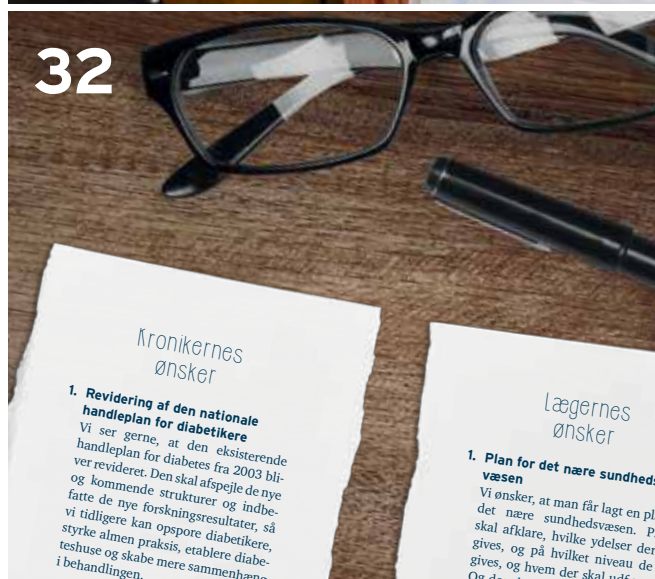 32
Kronikernes
ønsker
1. Revidering af den nationale
handleplan for diabetikere
Vi ser gerne, at den eksisterende
handleplan for diabetes fra 2003 bli-
ver revideret. Den skal afspejle de nye
og kommende strukturer og indbe-
fatte de nye forskningsresultater, så
vi tidligere kan opspore diabetikere,
styrke almen praksis, etablere diabe-
teshuse og skabe mere sammenhæng
i behandlingen.
Lægernes
ønsker
1. Plan for det nære sundheds
væsen
Vi ønsker, at man får lagt en pl
det nære sundhedsvæsen. P
skal afklare, hvilke ydelser der
gives, og på hvilket niveau de
gives, og hvem der skal